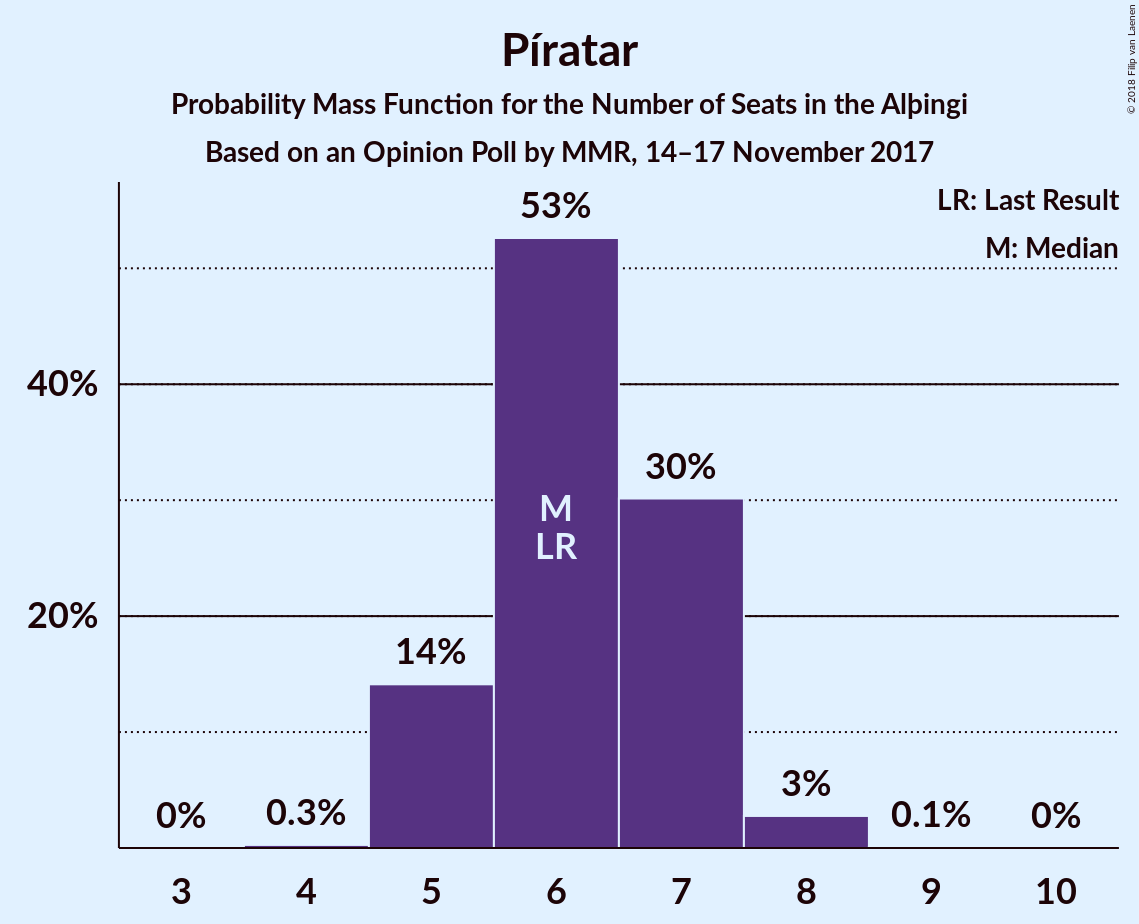 Píratar
Probability Mass Function for the Number of Seats in the Alþingi
Based on an Opinion Poll by MMR, 14–17 November 2017
© 2018 Filip van Laenen
LR: Last Result
M: Median
53%
40%
30%
M
LR
20%
14%
3%
0%
0.3%
0.1%
0%
3 4 5 6 7 8 9 10